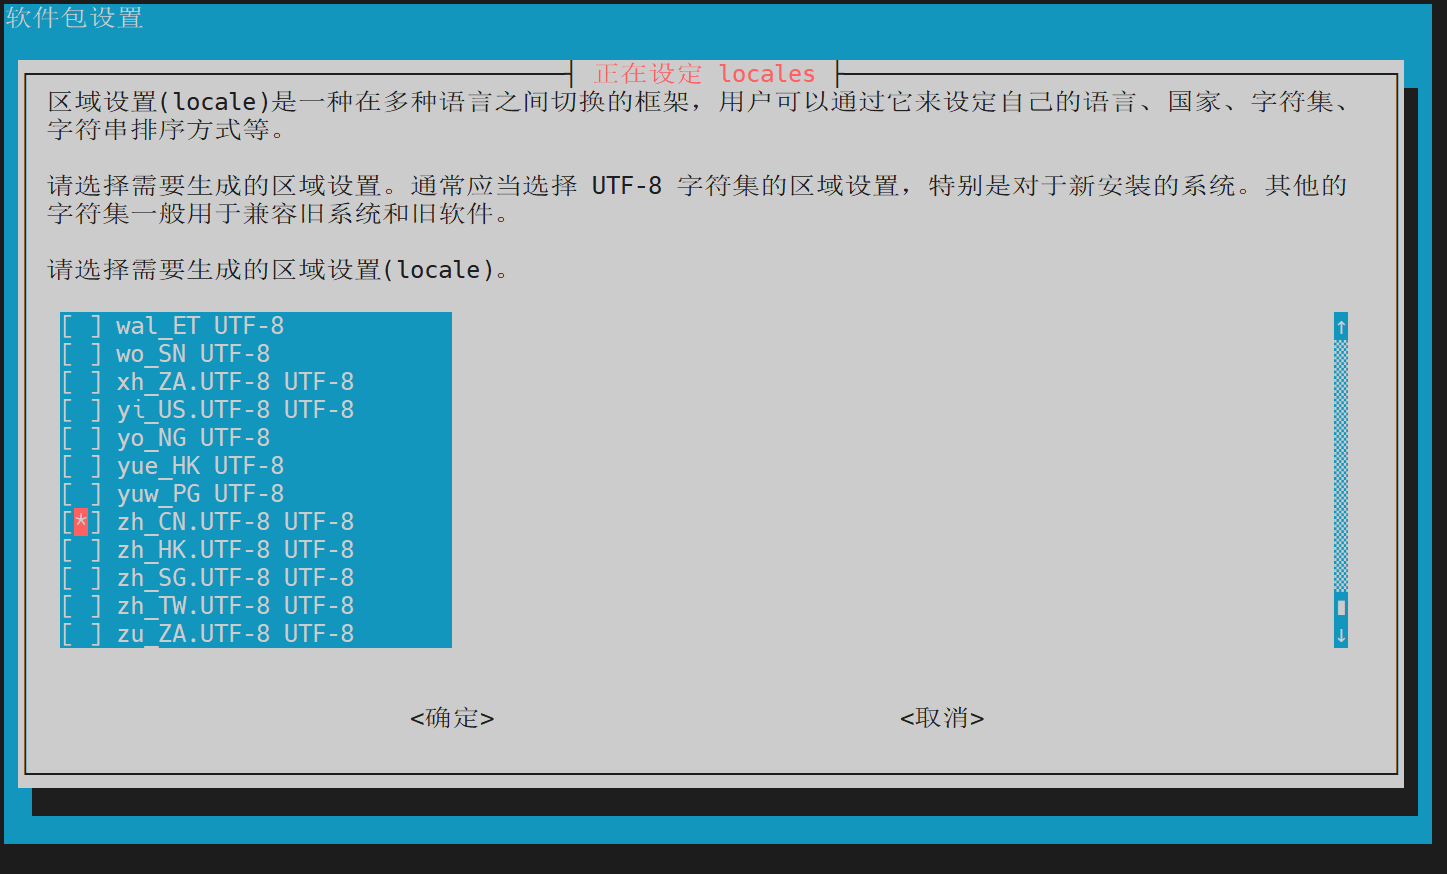 软件包设置
正在设定 locales
区域设置(locale)是一种在多种语言之间切换的框架，用户可以通过它来设定自己的语言、国家、字符集、
字符串排序方式等。
请选择需要生成的区域设置。通常应当选择 UTF-8 字符集的区域设置，特别是对于新安装的系统。其他的
字符集一般用于兼容旧系统和旧软件。
请选择需要生成的区域设置(locale)。
[ ] wal_ET UTF-8
[ ] wo_SN UTF-8
[ ] xh_ZA.UTF-8 UTF-8
[ ] yi_US.UTF-8 UTF-8
[ ] yo_NG UTF-8
[ ] yue_HK UTF-8
[ ] yuw_PG UTF-8
[*] zh_CN.UTF-8 UTF-8
[ ] zh_HK.UTF-8 UTF-8
[ ] zh_SG.UTF-8 UTF-8
[ ] zh_TW.UTF-8 UTF-8
[ ] zu_ZA.UTF-8 UTF-8
<确定> <取消>